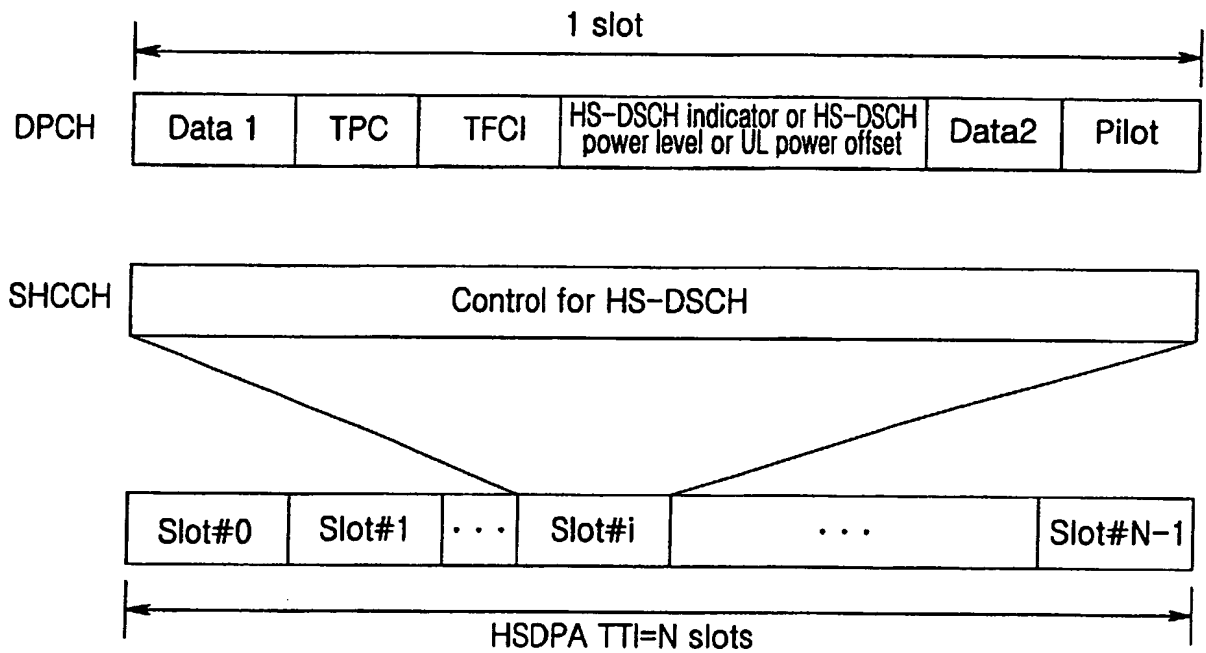 1 slot
DPCH
Data 1
TPC
TFCI
HS-DSCH indicator or HS-DSCH
power level or UL power offset
Data2
Pilot
SHCCH
Control for HS-DSCH
Slot#0
Slot#1
···
Slot#i
···
Slot#N-1
HSDPA TTI=N slots